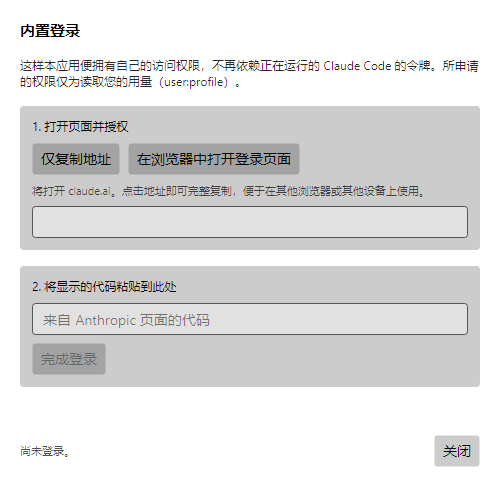 内置登录
这样本应用便拥有自己的访问权限，不再依赖正在运行的 Claude Code 的令牌。所申请
的权限仅为读取您的用量（user:profile）。
1. 打开页面并授权
仅复制地址
在浏览器中打开登录页面
将打开 claude.ai。点击地址即可完整复制，便于在其他浏览器或其他设备上使用。
2. 将显示的代码粘贴到此处
来自 Anthropic 页面的代码
完成登录
尚未登录。
关闭